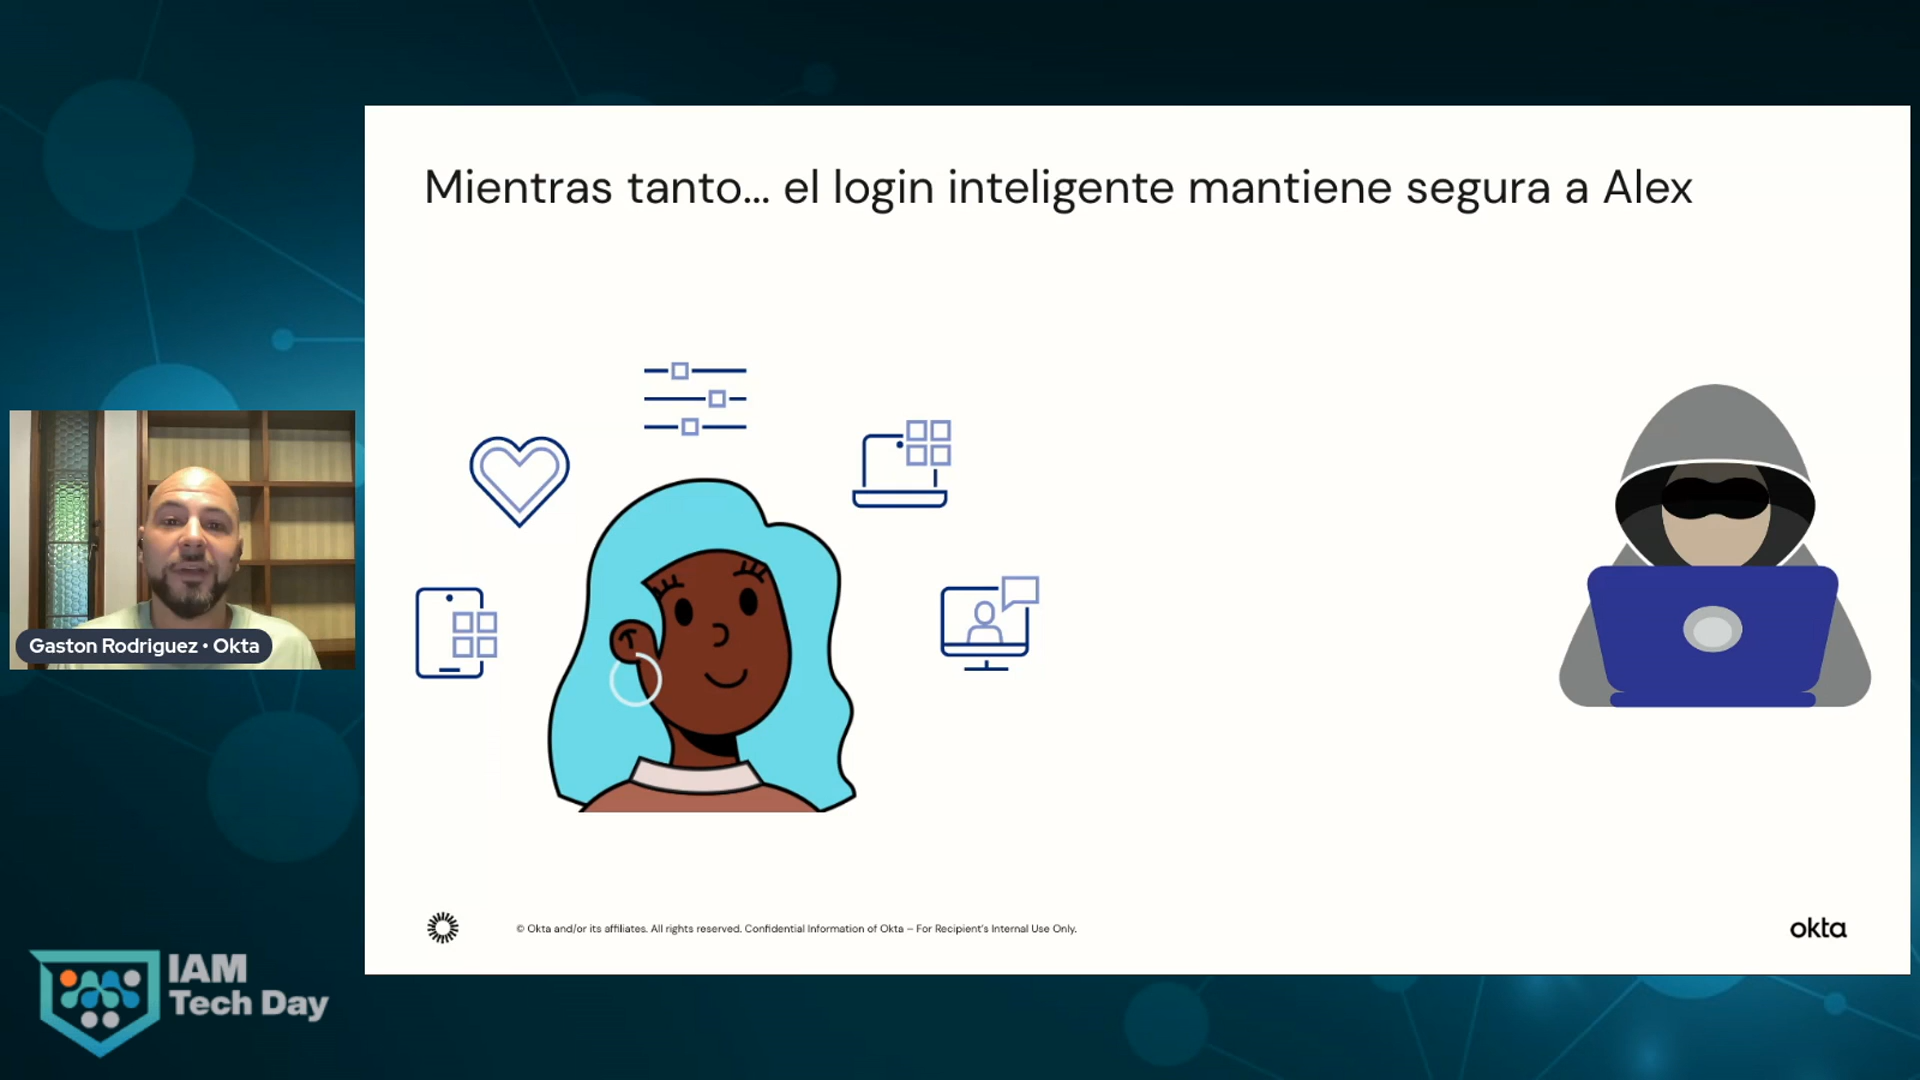 Mientras tanto... el login inteligente mantiene segura a Alex
Gaston Rodriguez • Okta
© Okta and/or its affiliates. All rights reserved. Confidential Information of Okta – For Recipient's Internal Use Only.
okta
IAM
Tech Day